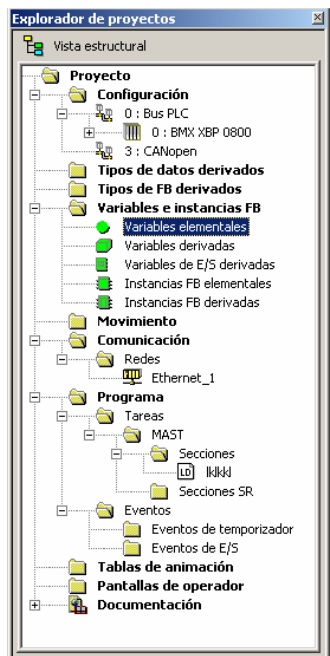 Explorador de proyectos
Vista estructural
Proyecto
Configuración
0 : Bus PLC
0 : BMX XBP 0800
3 : CANopen
Tipos de datos derivados
Tipos de FB derivados
Variables e instancias FB
Variables elementales
Variables derivadas
Variables de E/S derivadas
Instancias FB elementales
Instancias FB derivadas
Movimiento
Comunicación
Redes
Ethernet_1
Programa
Tareas
MAST
Secciones
LD lklkkl
Secciones SR
Eventos
Eventos de temporizador
Eventos de E/S
Tablas de animación
Pantallas de operador
Documentación